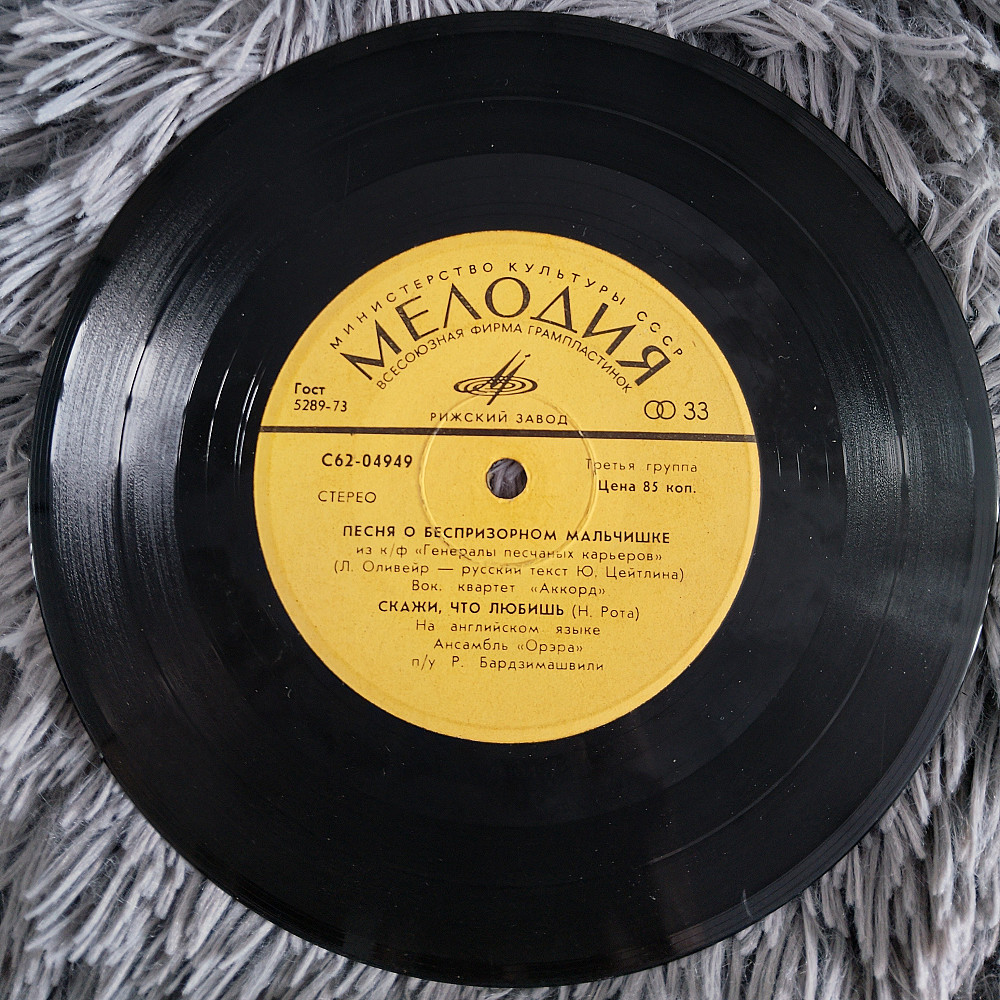 МИНИСТЕРСТВО КУЛЬТУРЫ СССР
МЕЛОДИЯ
ВСЕСОЮЗНАЯ ФИРМА ГРАМПЛАСТИНОК
Гост
5289-73
РИЖСКИЙ ЗАВОД
33
С62-04949
Третья группа
СТЕРЕО
Цена 85 коп.
ПЕСНЯ О БЕСПРИЗОРНОМ МАЛЬЧИШКЕ
из к/ф «Генералы песчаных карьеров»
(Л. Оливейр — русский текст Ю. Цейтлина)
Вок. квартет «Аккорд»
СКАЖИ, ЧТО ЛЮБИШЬ (Н. Рота)
На английском языке
Ансамбль «Орэра»
п/у Р. Бардзимашвили